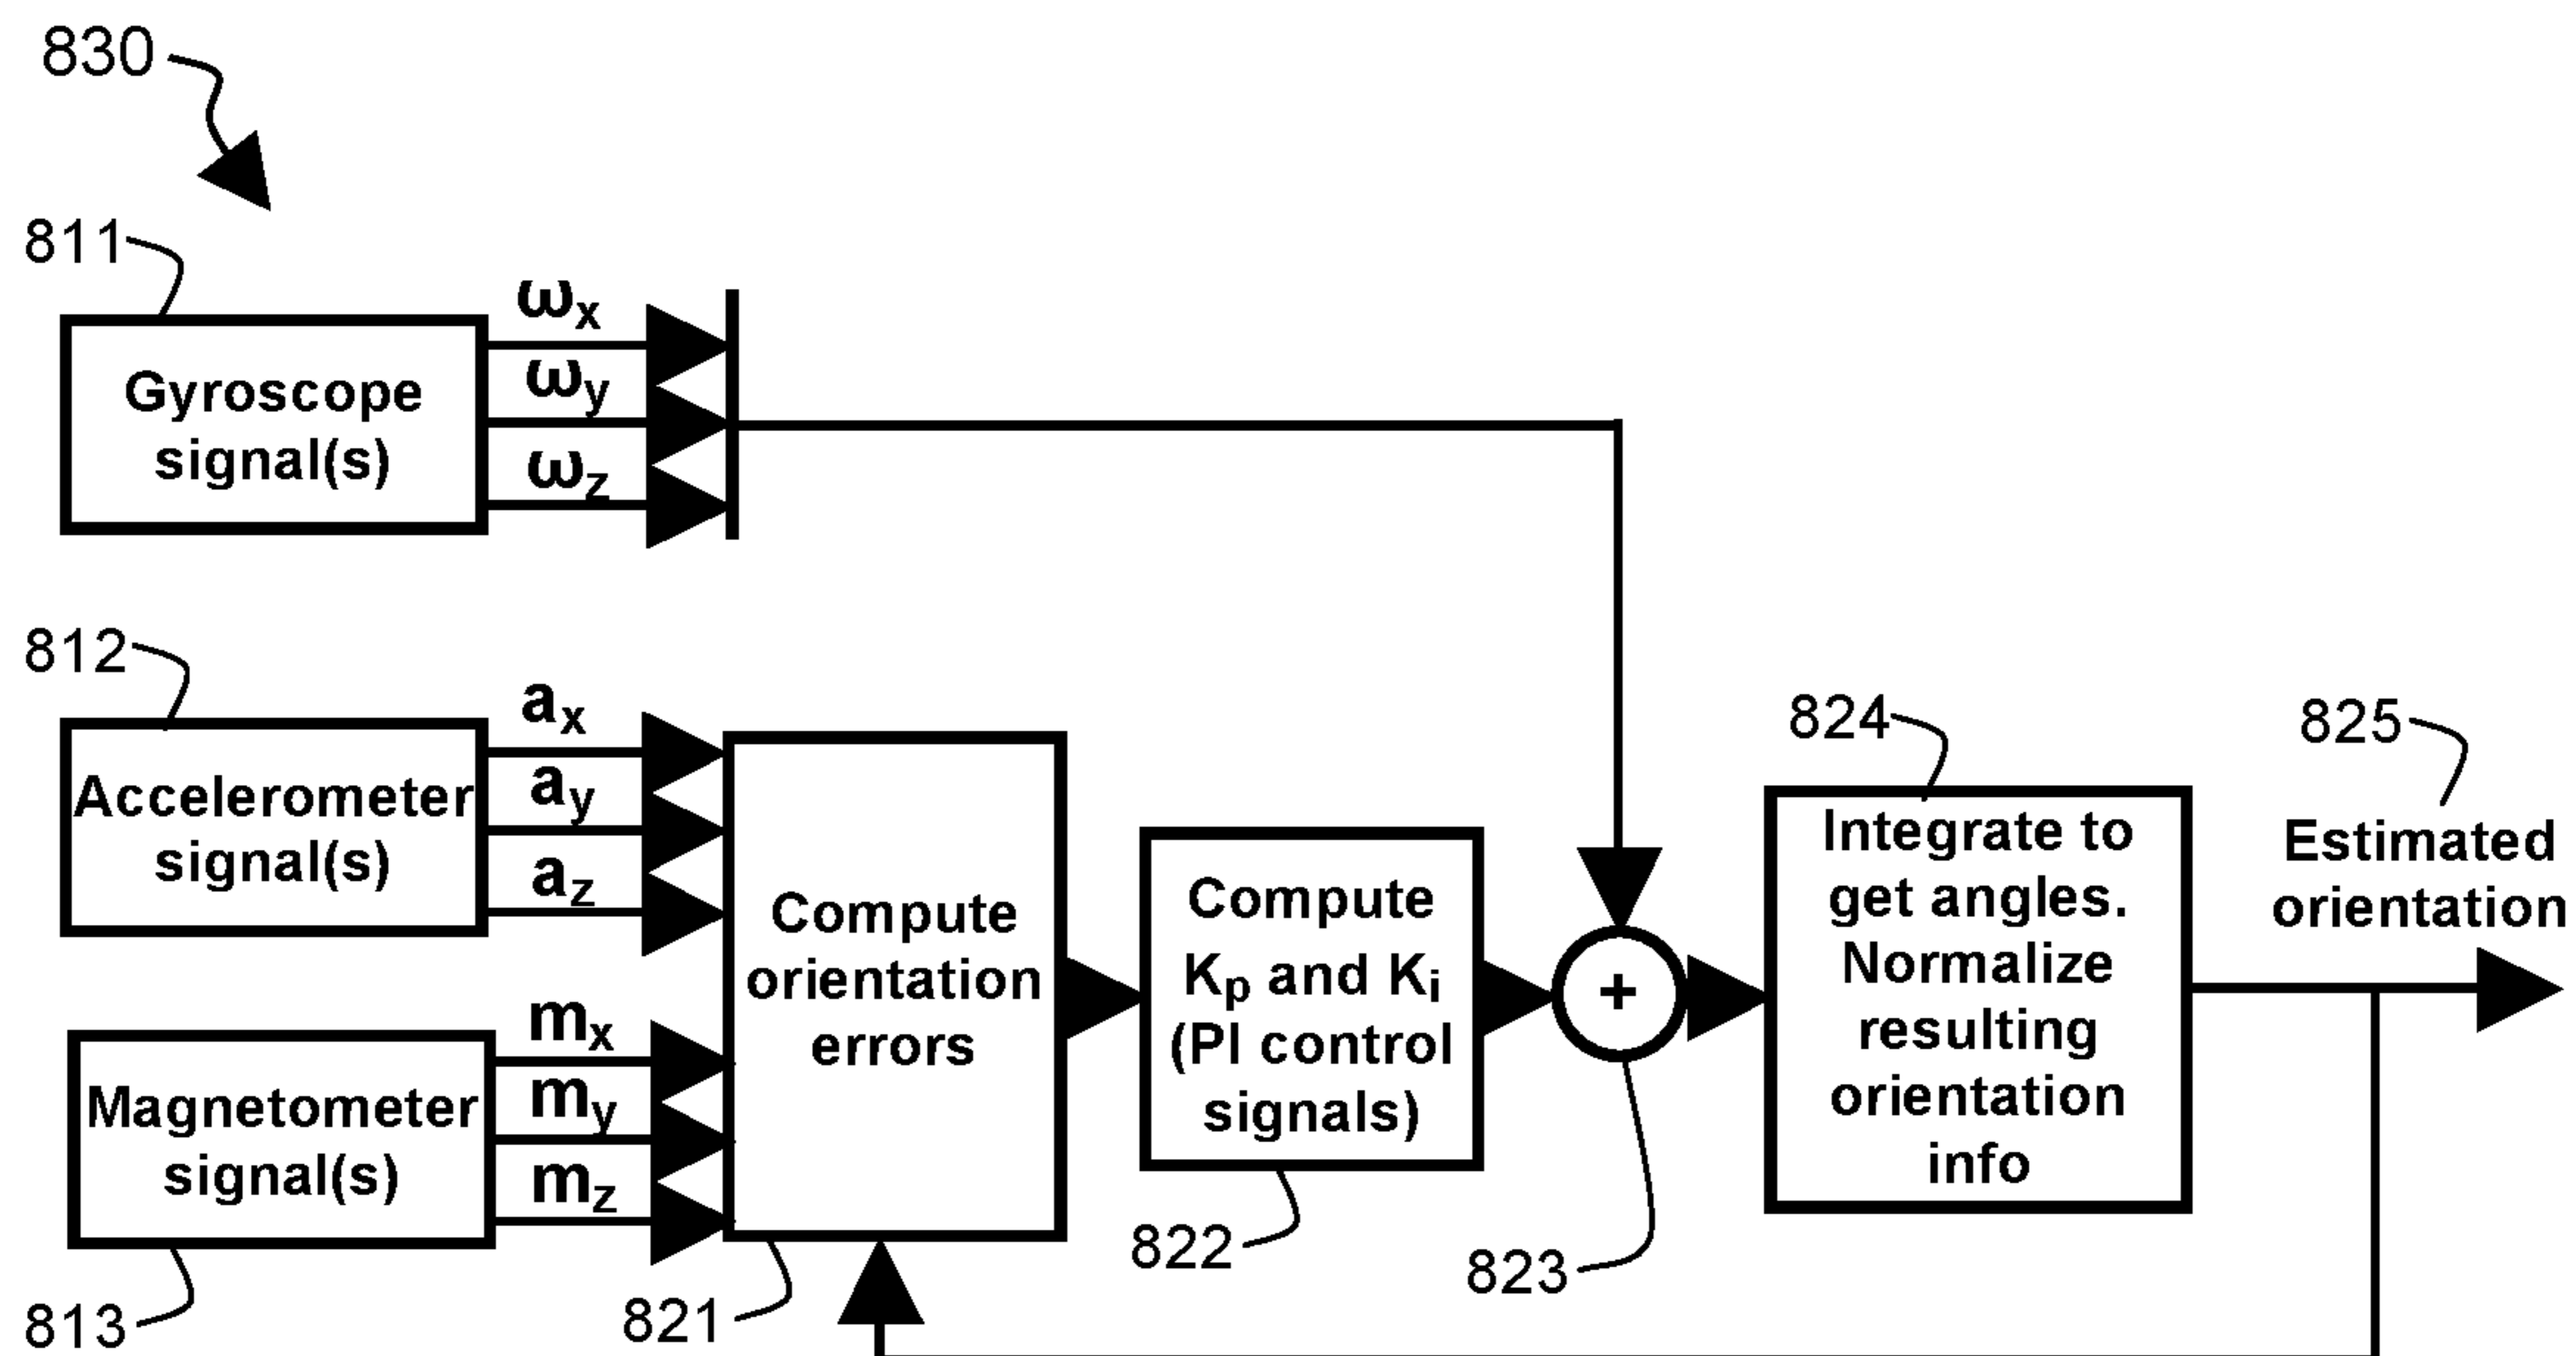 830
811
Gyroscope
signal(s)
ωx
ωy
ωz
812
Accelerometer
signal(s)
ax
ay
az
813
Magnetometer
signal(s)
mx
my
mz
821
Compute
orientation
errors
822
Compute
Kp and Ki
(PI control
signals)
823
+
824
Integrate to
get angles.
Normalize
resulting
orientation
info
825
Estimated
orientation